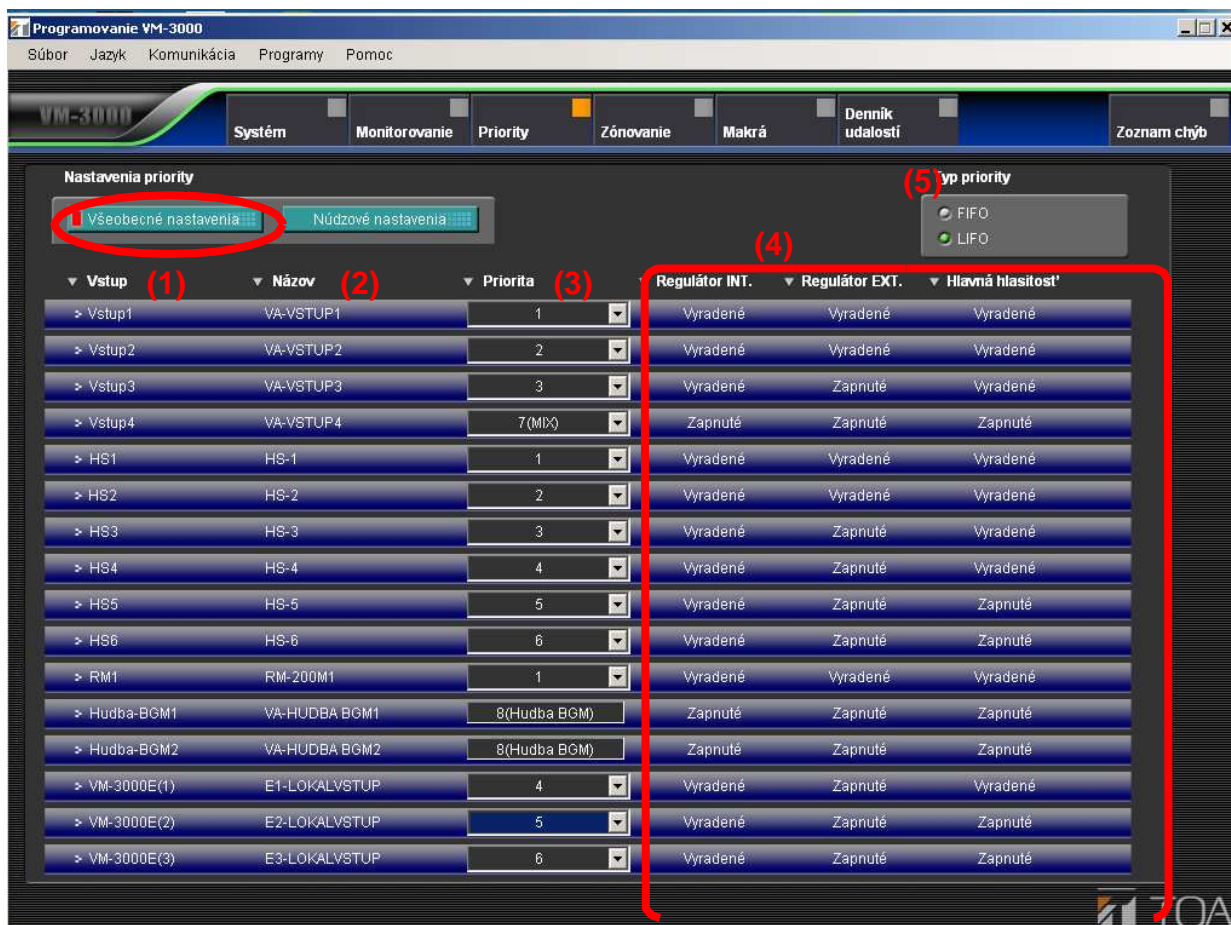 Programovanie VM-3000
Súbor Jazyk Komunikácia Programy Pomoc
VM-3000 Systém Monitorovanie Priority Zónovanie Makrá Denník udalostí Zoznam chýb
Nastavenia priority (5) Typ priority
Všeobecné nastavenia Núdzové nastavenia FIFO
LIFO
(4)
Vstup (1) Názov (2) Priorita (3) Regulátor INT. Regulátor EXT. Hlavná hlasitosť
> Vstup1 VA-VSTUP1 1 Vyradené Vyradené Vyradené
> Vstup2 VA-VSTUP2 2 Vyradené Vyradené Vyradené
> Vstup3 VA-VSTUP3 3 Vyradené Zapnuté Vyradené
> Vstup4 VA-VSTUP4 7(MIX) Zapnuté Zapnuté Zapnuté
> HS1 HS-1 1 Vyradené Vyradené Vyradené
> HS2 HS-2 2 Vyradené Vyradené Vyradené
> HS3 HS-3 3 Vyradené Zapnuté Vyradené
> HS4 HS-4 4 Vyradené Zapnuté Vyradené
> HS5 HS-5 5 Vyradené Zapnuté Zapnuté
> HS6 HS-6 6 Vyradené Zapnuté Zapnuté
> RM1 RM-200M1 1 Vyradené Vyradené Vyradené
> Hudba-BGM1 VA-HUDBA BGM1 8(Hudba BGM) Zapnuté Zapnuté Zapnuté
> Hudba-BGM2 VA-HUDBA BGM2 8(Hudba BGM) Zapnuté Zapnuté Zapnuté
> VM-3000E(1) E1-LOKALVSTUP 4 Vyradené Zapnuté Vyradené
> VM-3000E(2) E2-LOKALVSTUP 5 Vyradené Zapnuté Zapnuté
> VM-3000E(3) E3-LOKALVSTUP 6 Vyradené Zapnuté Zapnuté
TOA